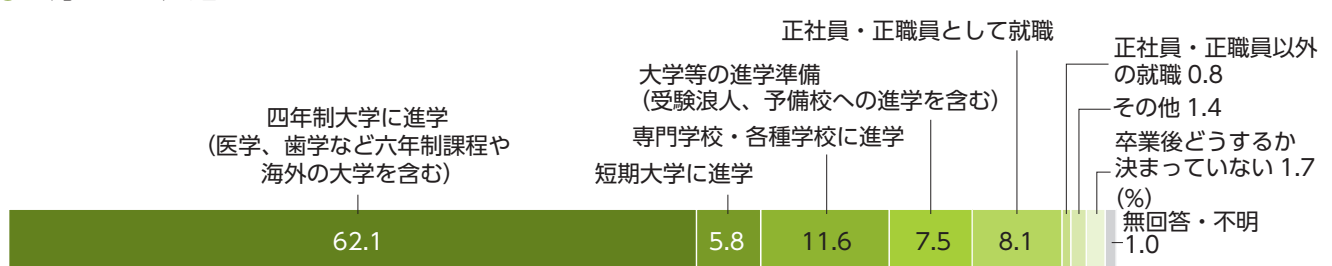 正社員・正職員として就職
正社員・正職員以外
の就職 0.8
大学等の進学準備
（受験浪人、予備校への進学を含む）
その他 1.4
四年制大学に進学
（医学、歯学など六年制課程や
海外の大学を含む）
専門学校・各種学校に進学
短期大学に進学
卒業後どうするか
決まっていない 1.7
(%)
無回答・不明
1.0
62.1
5.8
11.6
7.5
8.1